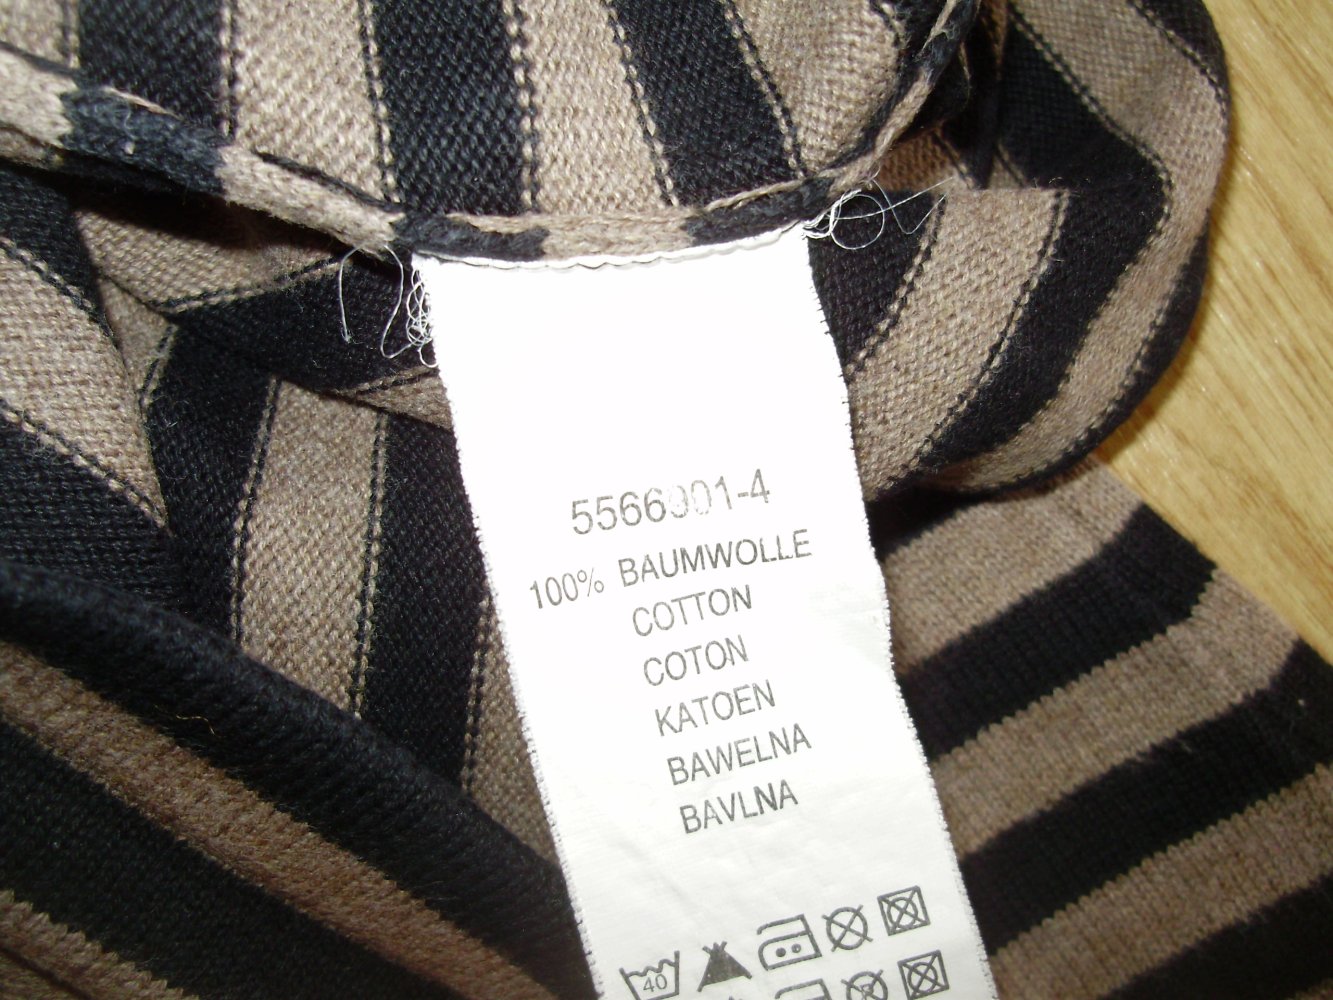 5566901-4
100% BAUMWOLLE
COTTON
COTON
KATOEN
BAWELNA
BAVLNA
40